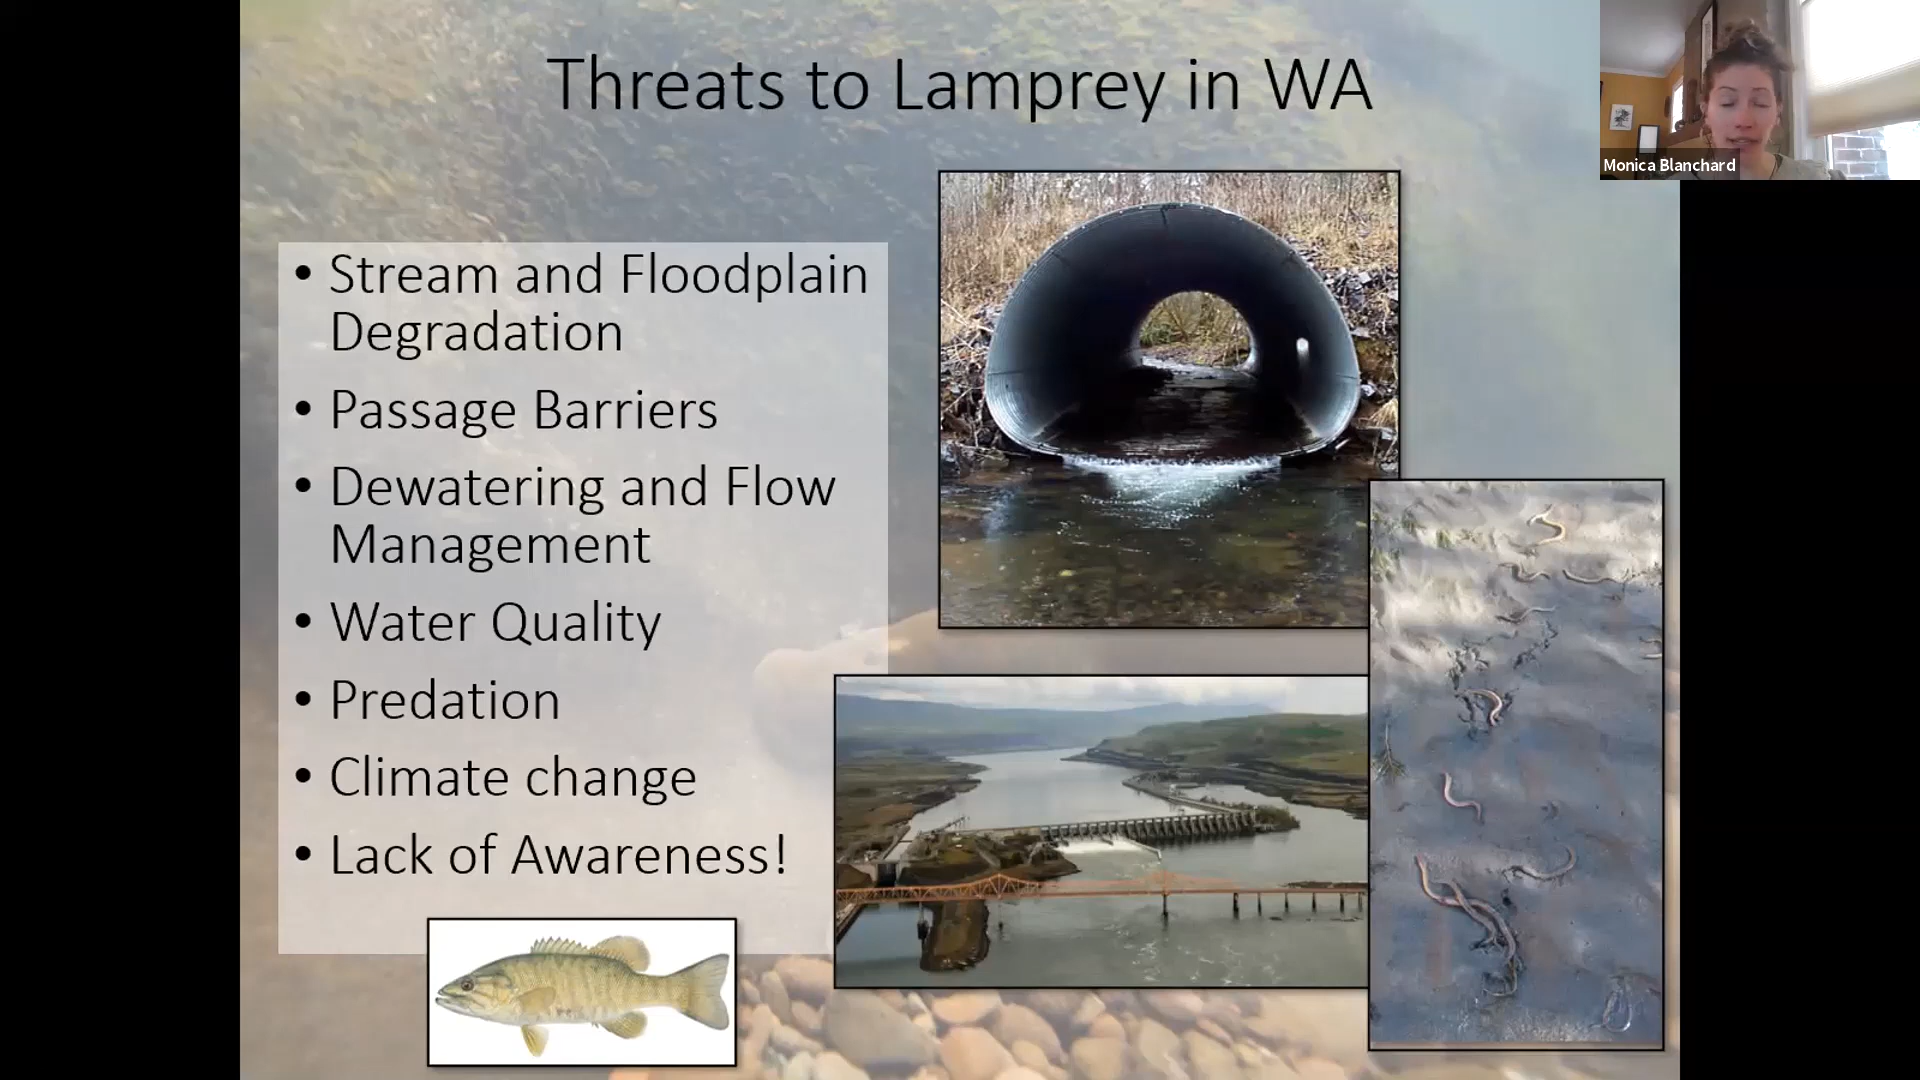 Threats to Lamprey in WA
Monica Blanchard
• Stream and Floodplain
Degradation
• Passage Barriers
• Dewatering and Flow
Management
• Water Quality
• Predation
• Climate change
• Lack of Awareness!